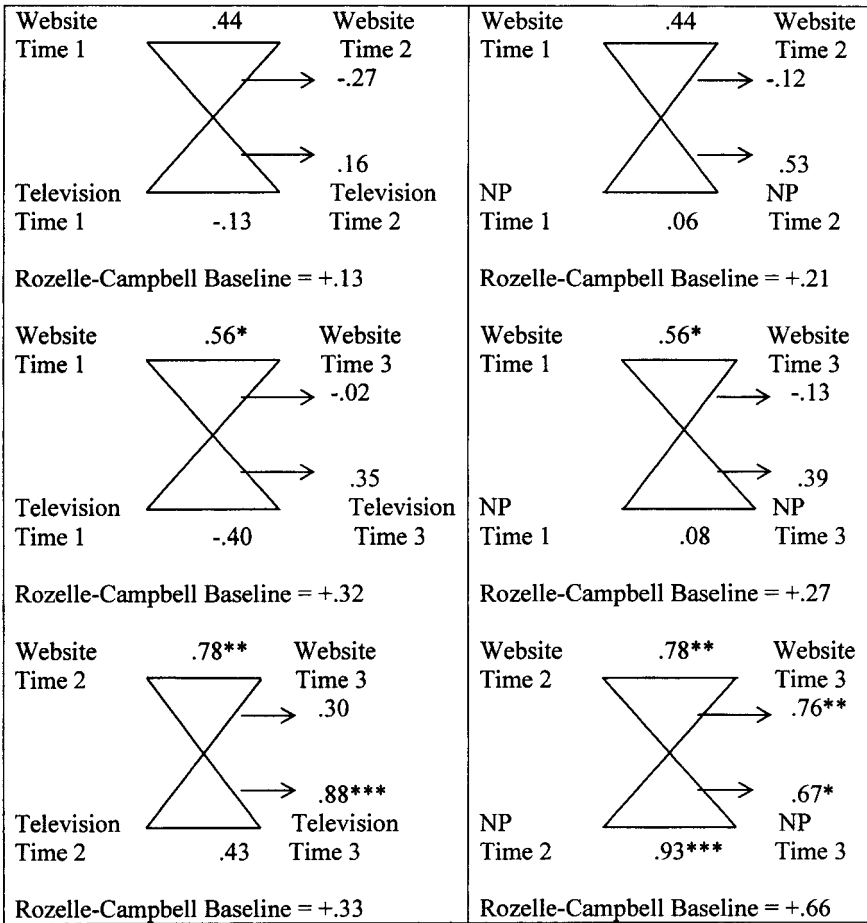 Website .44 Website
Time 1 Time 2
-.27
.16
Television Television
Time 1 -.13 Time 2
Rozelle-Campbell Baseline = +.13
Website .44 Website
Time 1 Time 2
-.12
.53
NP NP
Time 1 .06 Time 2
Rozelle-Campbell Baseline = +.21
Website .56* Website
Time 1 Time 3
-.02
.35
Television Television
Time 1 -.40 Time 3
Rozelle-Campbell Baseline = +.32
Website .56* Website
Time 1 Time 3
-.13
.39
NP NP
Time 1 .08 Time 3
Rozelle-Campbell Baseline = +.27
Website .78** Website
Time 2 Time 3
.30
.88***
Television Television
Time 2 .43 Time 3
Rozelle-Campbell Baseline = +.33
Website .78** Website
Time 2 Time 3
.76**
.67*
NP NP
Time 2 .93*** Time 3
Rozelle-Campbell Baseline = +.66